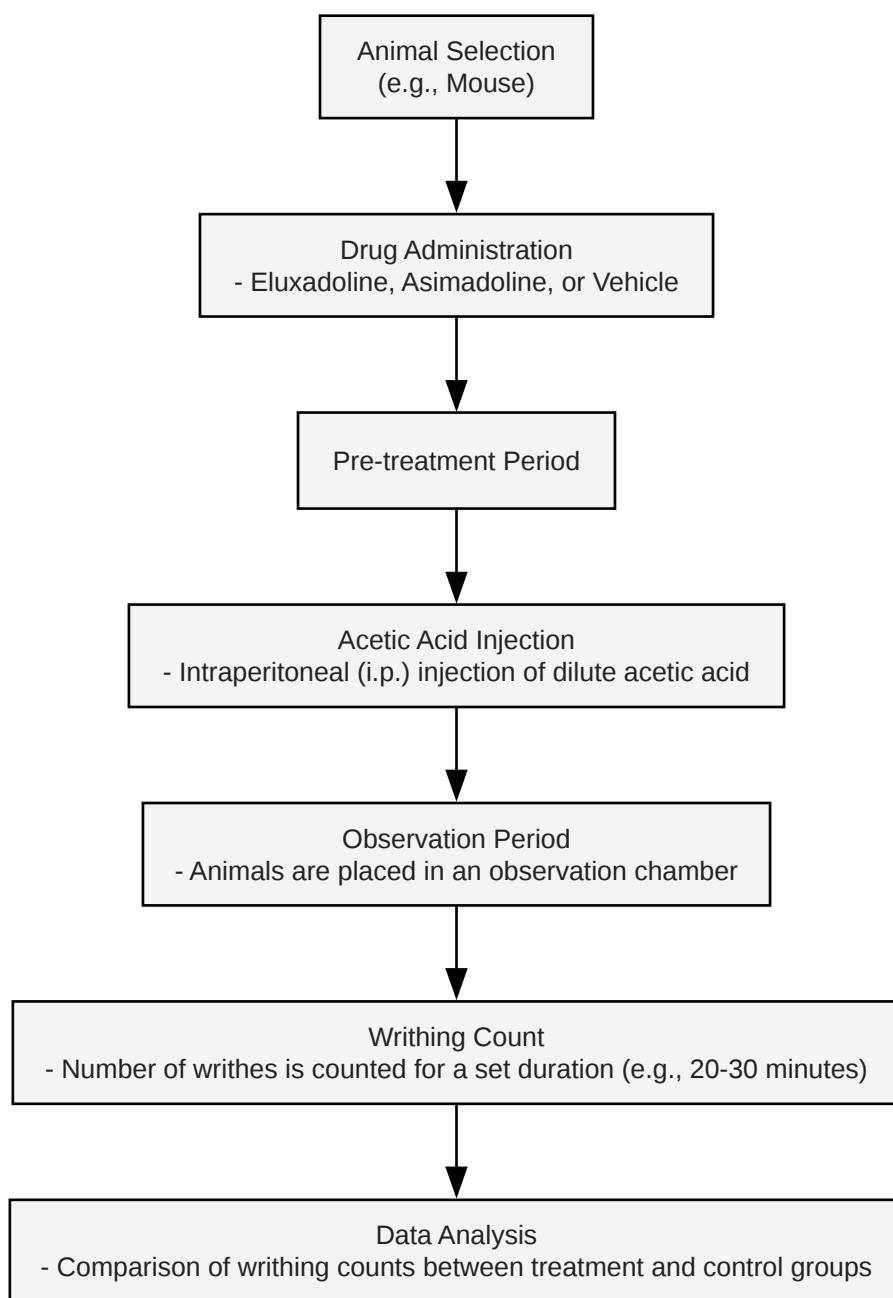 Animal Selection
(e.g., Mouse)
Drug Administration
- Eluxadoline, Asimadoline, or Vehicle
Pre-treatment Period
Acetic Acid Injection
- Intraperitoneal (i.p.) injection of dilute acetic acid
Observation Period
- Animals are placed in an observation chamber
Writhing Count
- Number of writhes is counted for a set duration (e.g., 20-30 minutes)
Data Analysis
- Comparison of writhing counts between treatment and control groups